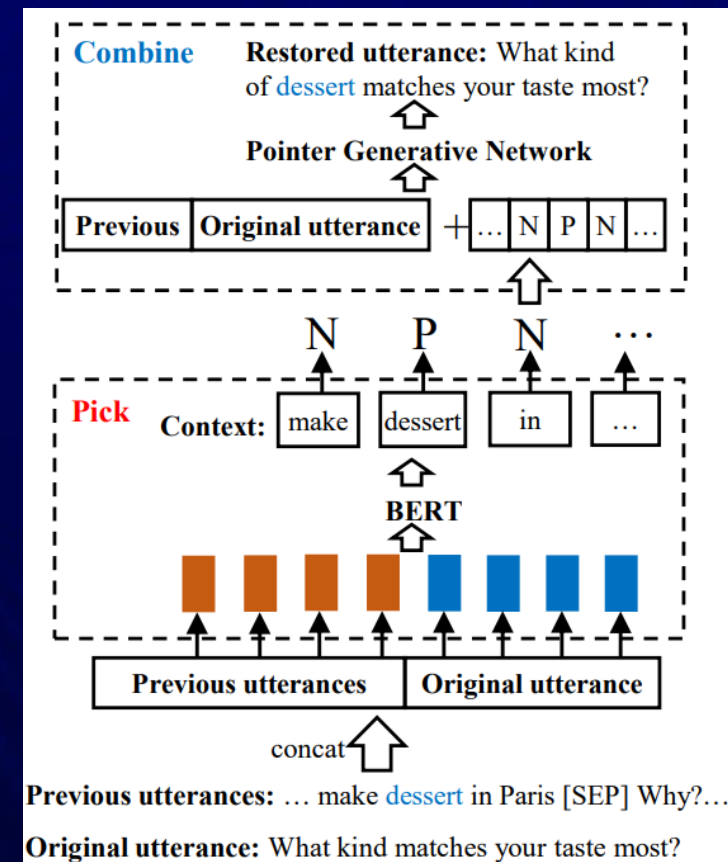 Combine
Restored utterance: What kind
of dessert matches your taste most?
Pointer Generative Network
Previous Original utterance + … N P N …
N P N …
Pick
Context: make dessert in …
BERT
Previous utterances Original utterance
concat
Previous utterances: … make dessert in Paris [SEP] Why?…
Original utterance: What kind matches your taste most?